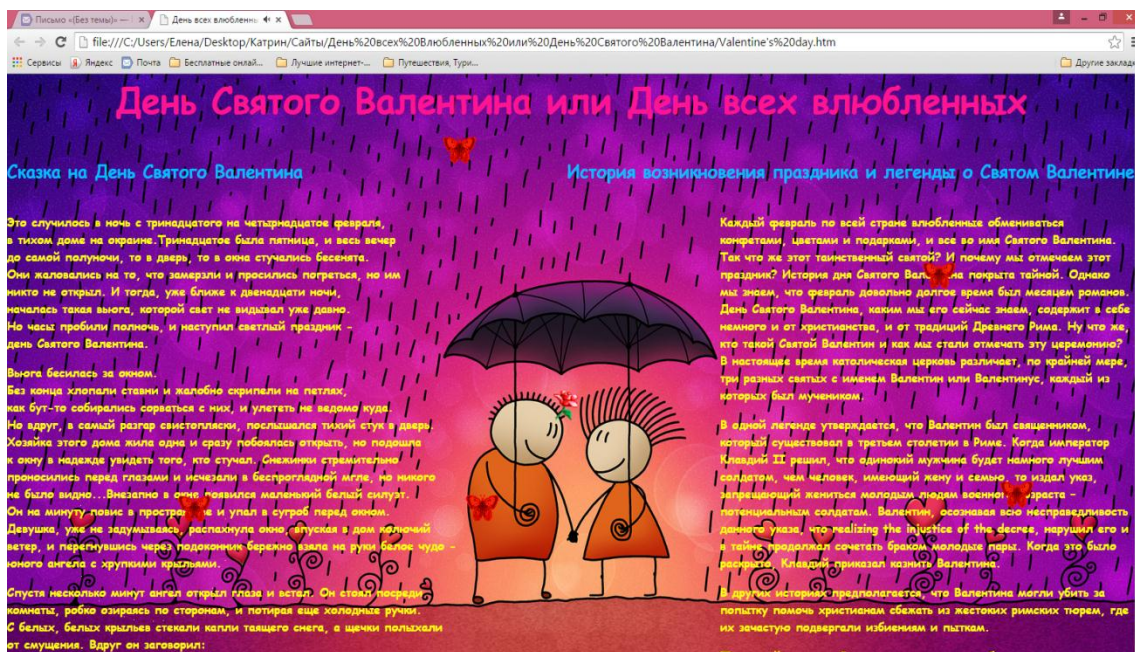 Письмо «(Без темы)» —
День всех влюбленны
file:///C:/Users/Елена/Desktop/Катрин/Сайты/День%20всех%20Влюбленных%20или%20День%20Святого%20Валентина/Valentine's%20day.htm
Сервисы Яндекс Почта Бесплатные онлай... Лучшие интернет-... Путешествия, Тури... Другие заклад
День Святого Валентина или День всех влюбленных
Сказка на День Святого Валентина
Это случилось в ночь с тринадцатого на четырнадцатое февраля,
в тихом доме на окраине.Тринадцатое была пятница, и весь вечер
до самой полуночи, то в дверь, то в окна стучались бесенята.
Они жаловались на то, что замерзли и просились погреться, но им
никто не открыл. И тогда, уже ближе к двенадцати ночи,
началась такая вьюга, которой свет не видывал уже давно.
Но часы пробили полночь, и наступил светлый праздник -
день Святого Валентина.
Вьюга бесилась за окном.
Без конца хлопали ставни и жалобно скрипели на петлях,
как бут-то собирались сорваться с них, и улететь не ведомо куда.
Но вдруг, в самый разгар свистопляски, послышался тихий стук в дверь.
Хозяйка этого дома жила одна и сразу побоялась открыть, но подошла
к окну в надежде увидеть того, кто стучал. Снежинки стремительно
проносились перед глазами и исчезали в беспроглядной мгле, но никого
не было видно...Внезапно в окне появился маленький белый силуэт.
Он на минуту повис в и упал в сугроб перед окном.
Девушка, уже не задумываясь, распахнула окно, впуская в дом колючий
ветер, и перегнувшись через подоконник бережно взяла на руки белое чудо -
юного ангела с хрупкими крыльями.
Спустя несколько минут ангел открыл глаза и встал. Он стоял посреди
комнаты, робко озираясь по сторонам, и потирая еще холодные ручки.
С белых, белых крыльев стекали капли таящего снега, а щечки полыхали
от смущения. Вдруг он заговорил:
История возникновения праздника и легенды о Святом Валентине
Каждый февраль по всей стране влюбленные обмениваться
конфетами, цветами и подарками, и все во имя Святого Валентина.
Так что же этот таинственный святой? И почему мы отмечаем этот
праздник? История дня Святого покрыта тайной. Однако
мы знаем, что февраль довольно долгое время был месяцем романов.
День Святого Валентина, каким мы его сейчас знаем, содержит в себе
немного и от христианства, и от традиций Древнего Рима. Ну что же,
кто такой Святой Валентин и как мы стали отмечать эту церемонию?
В настоящее время католическая церковь различает, по крайней мере,
три разных святых с именем Валентин или Валентинус, каждый из
которых был мучеником.
В одной легенде утверждается, что Валентин был священником,
который существовал в третьем столетии в Риме. Когда император
Клавдий II решил, что одинокий мужчина будет намного лучшим
солдатом, чем человек, имеющий жену и семью, то издал указ,
запрещающий жениться молодым людям -
потенциальным солдатам. Валентин, осознавая всю несправедливость
данного указа, что realizing the injustice of the decree, нарушил его и
в тайне продолжал сочетать браком молодые пары. Когда это было
раскрыто, Клавдий приказал казнить Валентина.
В других историях предполагается, что Валентина могли убить за
попытку помочь христианам сбежать из жестоких римских тюрем, где
их зачастую подвергали избиениям и пыткам.